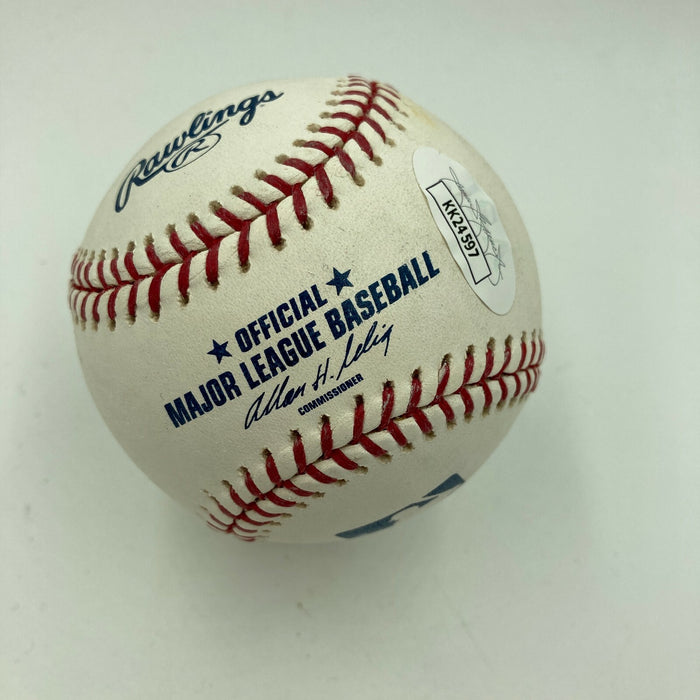 Rawlings
R
OFFICIAL
MAJOR LEAGUE BASEBALL
Allan H. Selig
COMMISSIONER
KK24597